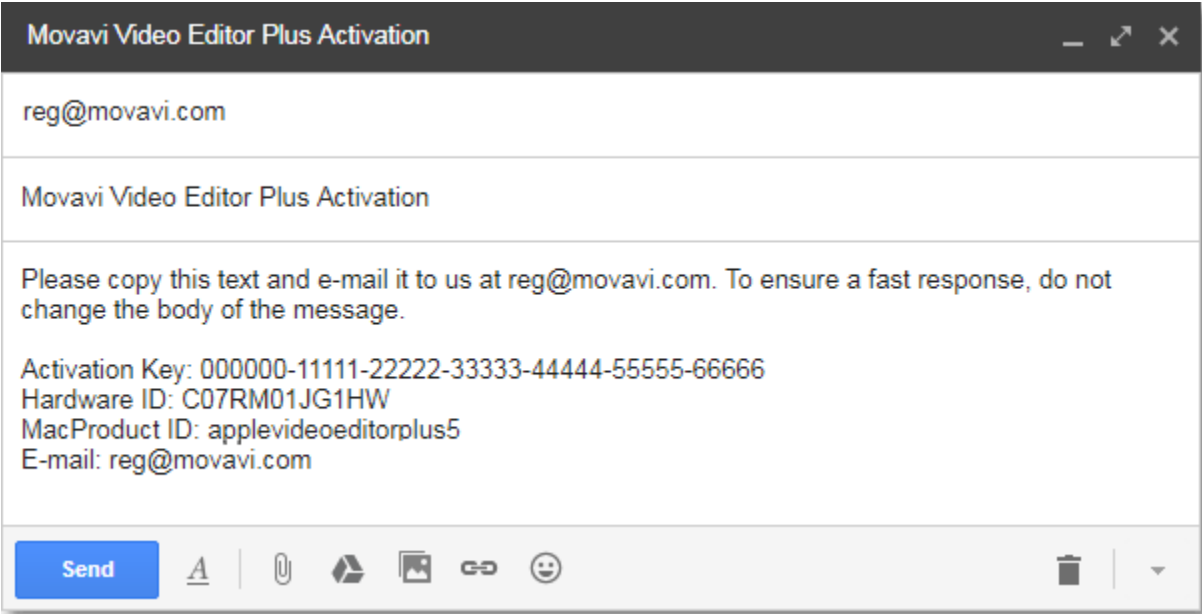 Movavi Video Editor Plus Activation
reg@movavi.com
Movavi Video Editor Plus Activation
Please copy this text and e-mail it to us at reg@movavi.com. To ensure a fast response, do not
change the body of the message.
Activation Key: 000000-11111-22222-33333-44444-55555-66666
Hardware ID: C07RM01JG1HW
MacProduct ID: applevideoeditorplus5
E-mail: reg@movavi.com
Send A